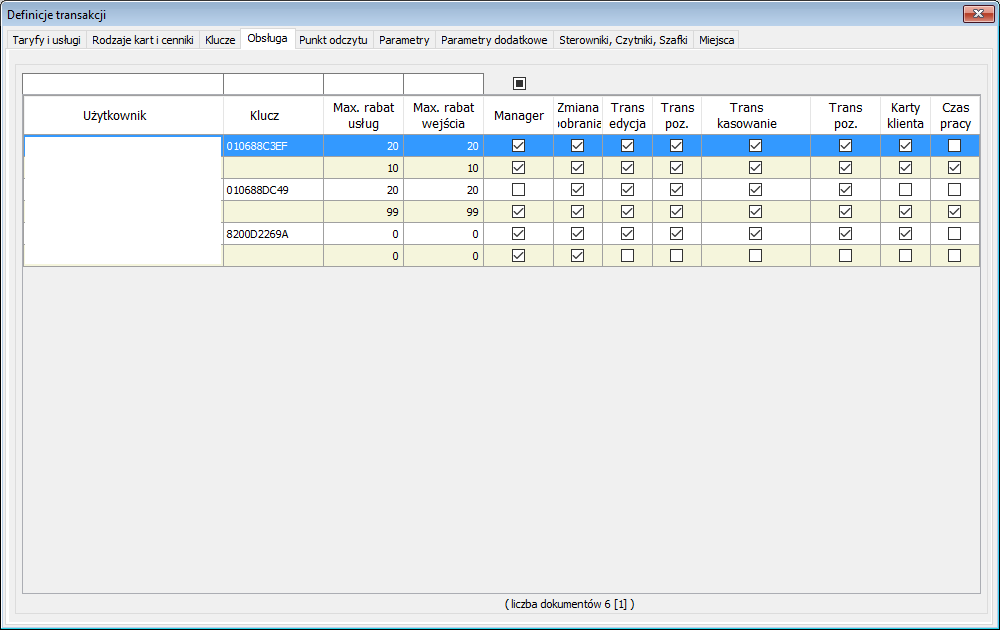 Definicje transakcji
Taryfy i usługi Rodzaje kart i cenniki Klucze Obsługa Punkt odczytu Parametry Parametry dodatkowe Sterowniki, Czytniki, Szafki Miejsca
Użytkownik Klucz Max. rabat usług Max. rabat wejścia Manager Zmiana Trans edycja Trans poz. Trans kasowanie Trans poz. Karty klienta Czas pracy
010688C3EF 20 20
10 10
010688DC49 20 20
99 99
8200D2269A 0 0
0 0
( liczba dokumentów 6 [1] )